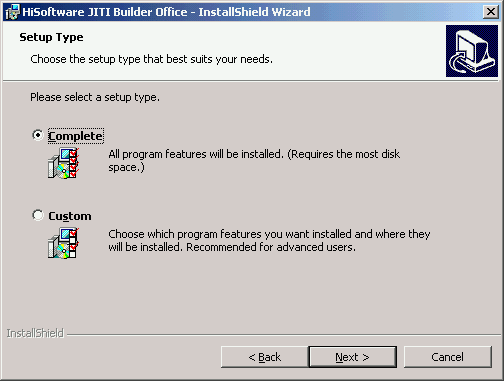 HiSoftware JITI Builder Office - InstallShield Wizard
Setup Type
Choose the setup type that best suits your needs.
Please select a setup type.
Complete
All program features will be installed. (Requires the most disk
space.)
Custom
Choose which program features you want installed and where they
will be installed. Recommended for advanced users.
InstallShield
< Back
Next >
Cancel